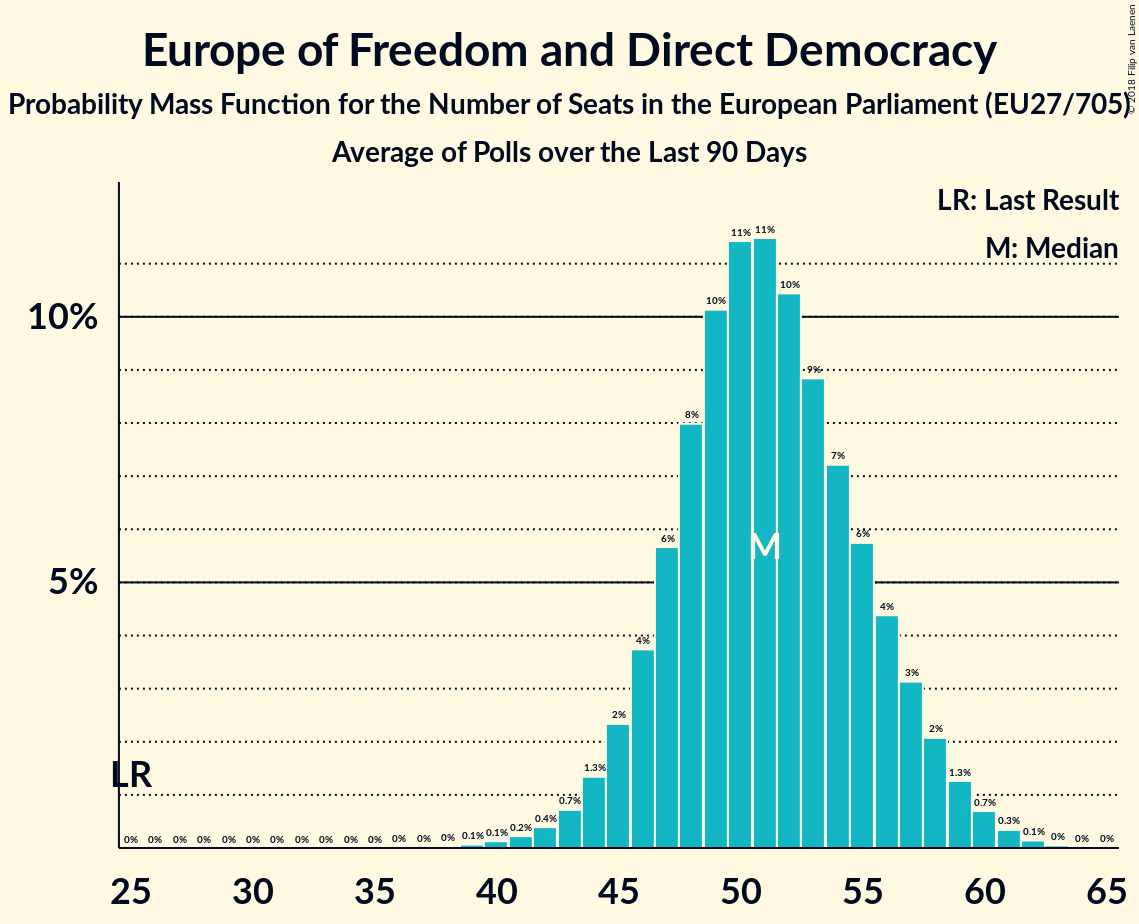 Europe of Freedom and Direct Democracy
Probability Mass Function for the Number of Seats in the European Parliament (EU27/705)
Average of Polls over the Last 90 Days
© 2018 Filip van Laenen
LR: Last Result
M: Median
10%
5%
LR
M
0% 0% 0% 0% 0% 0% 0% 0% 0% 0% 0% 0% 0% 0% 0.1% 0.1% 0.2% 0.4% 0.7% 1.3% 2% 4% 6% 8% 10% 11% 11% 10% 9% 7% 6% 4% 3% 2% 1.3% 0.7% 0.3% 0.1% 0% 0% 0%
25 30 35 40 45 50 55 60 65